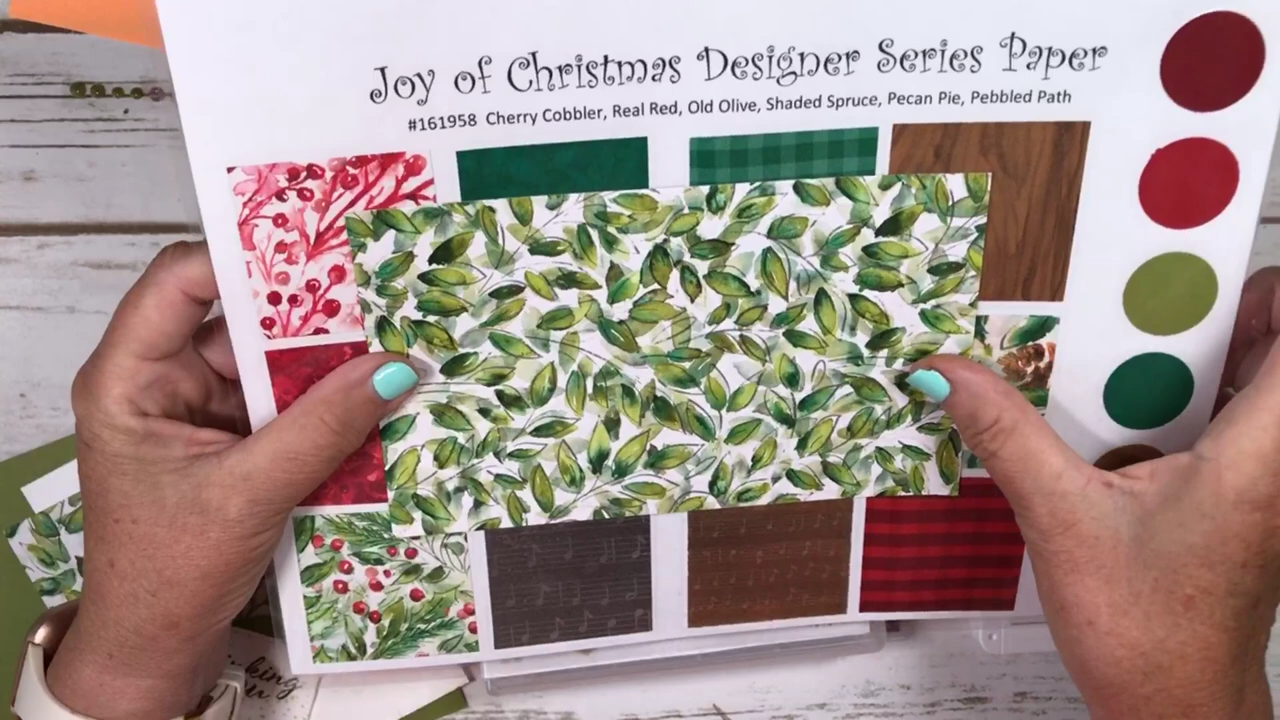 Joy of Christmas Designer Series Paper
#161958 Cherry Cobbler, Real Red, Old Olive, Shaded Spruce, Pecan Pie, Pebbled Path